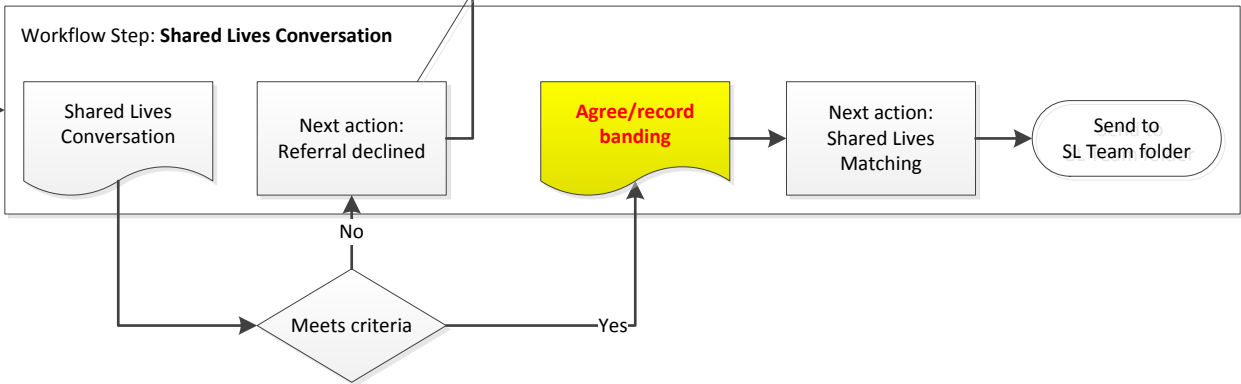 Workflow Step: Shared Lives Conversation
Shared Lives
Conversation
Next action:
Referral declined
Agree/record
banding
Next action:
Shared Lives
Matching
Send to
SL Team folder
No
Meets criteria
Yes